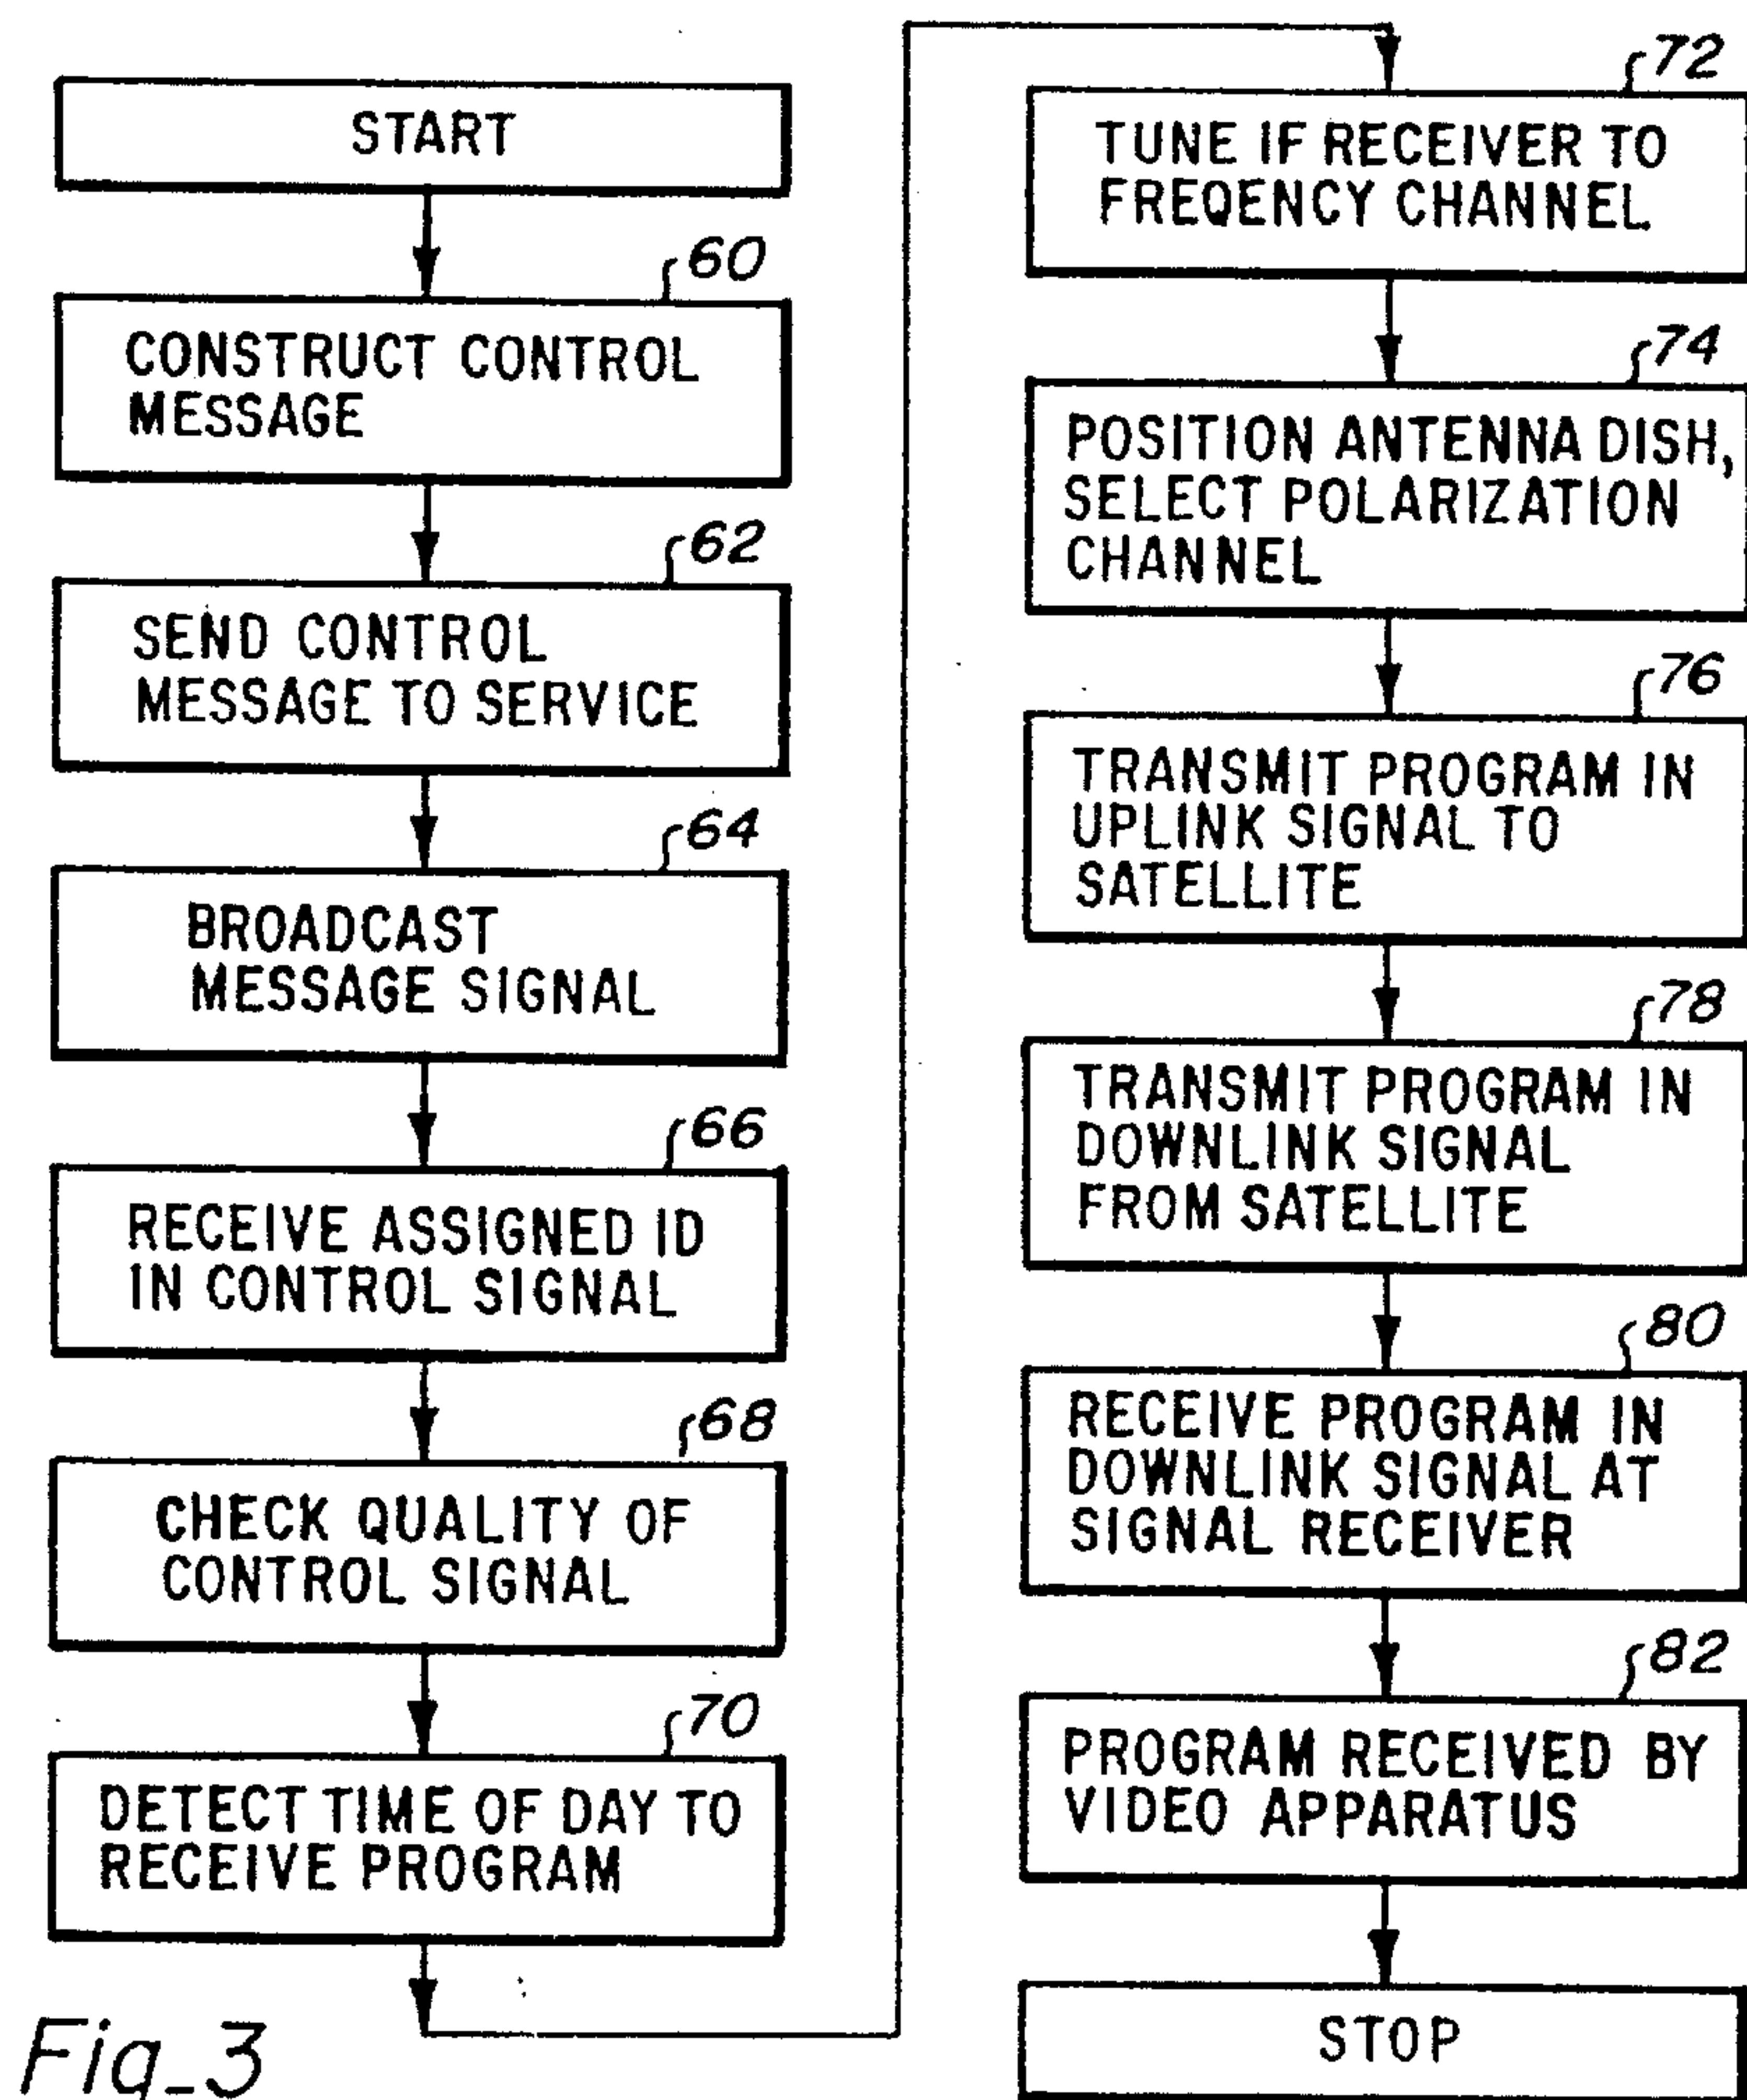 START
60
CONSTRUCT CONTROL
MESSAGE
62
SEND CONTROL
MESSAGE TO SERVICE
64
BROADCAST
MESSAGE SIGNAL
66
RECEIVE ASSIGNED ID
IN CONTROL SIGNAL
68
CHECK QUALITY OF
CONTROL SIGNAL
70
DETECT TIME OF DAY TO
RECEIVE PROGRAM
72
TUNE IF RECEIVER TO
FREQENCY CHANNEL
74
POSITION ANTENNA DISH,
SELECT POLARIZATION
CHANNEL
76
TRANSMIT PROGRAM IN
UPLINK SIGNAL TO
SATELLITE
78
TRANSMIT PROGRAM IN
DOWNLINK SIGNAL
FROM SATELLITE
80
RECEIVE PROGRAM IN
DOWNLINK SIGNAL AT
SIGNAL RECEIVER
82
PROGRAM RECEIVED BY
VIDEO APPARATUS
STOP
Fig_3